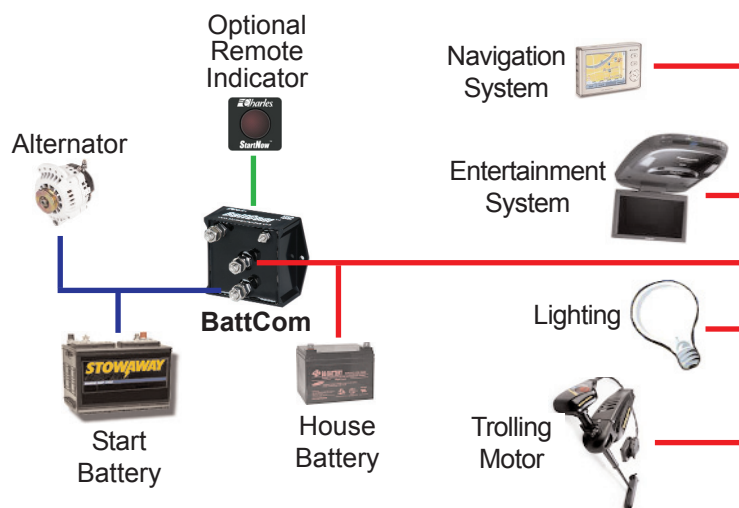 Optional
Remote
Indicator
Charles
StartNow
Alternator
BattCom
BattCom
STOWAWAY
Start
Battery
House
Battery
Navigation
System
Entertainment
System
Lighting
Trolling
Motor